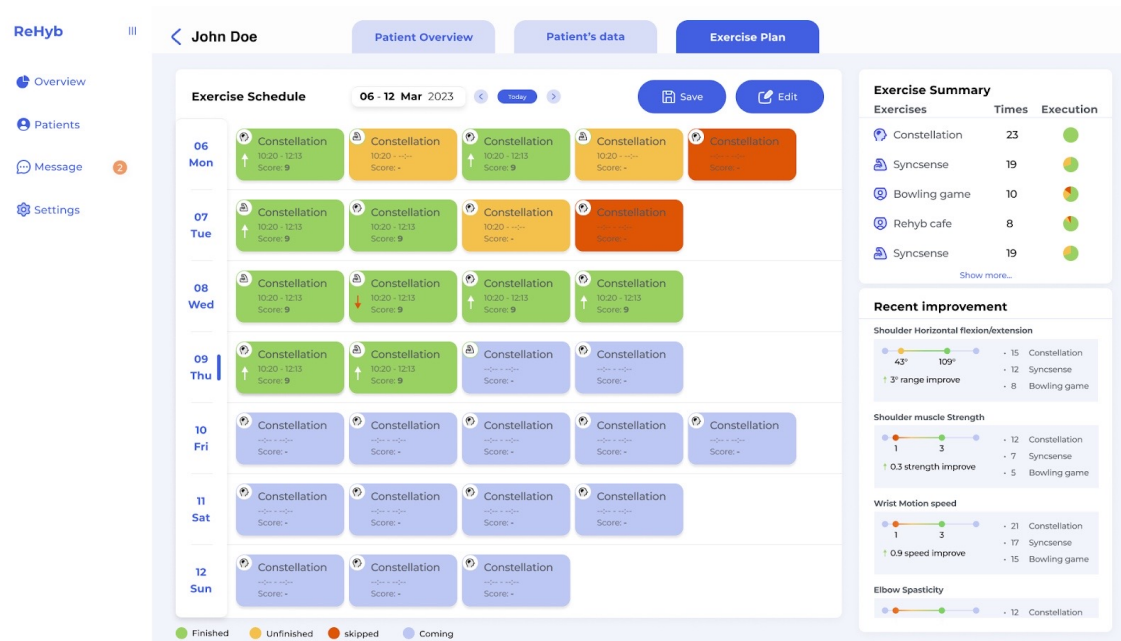 ReHyb
Overview
Patients
Message
2
Settings
John Doe
Patient Overview
Patient's data
Exercise Plan
Exercise Schedule
06 - 12 Mar 2023
Today
Save
Edit
06
Mon
Constellation
10:20 - 12:13
Score: 9
Constellation
10:20 - --:--
Score: -
Constellation
10:20 - 12:13
Score: 9
Constellation
10:20 - --:--
Score: -
Constellation
--:-- - --:--
Score: -
07
Tue
Constellation
10:20 - 12:13
Score: 9
Constellation
10:20 - 12:13
Score: 9
Constellation
10:20 - --:--
Score: -
Constellation
--:-- - --:--
Score: -
08
Wed
Constellation
10:20 - 12:13
Score: 9
Constellation
10:20 - 12:13
Score: 9
Constellation
10:20 - 12:13
Score: 9
Constellation
10:20 - 12:13
Score: 9
09
Thu
Constellation
10:20 - 12:13
Score: 9
Constellation
10:20 - 12:13
Score: 9
Constellation
--:-- - --:--
Score: -
Constellation
--:-- - --:--
Score: -
10
Fri
Constellation
--:-- - --:--
Score: -
Constellation
--:-- - --:--
Score: -
Constellation
--:-- - --:--
Score: -
Constellation
--:-- - --:--
Score: -
Constellation
--:-- - --:--
Score: -
11
Sat
Constellation
--:-- - --:--
Score: -
Constellation
--:-- - --:--
Score: -
Constellation
--:-- - --:--
Score: -
Constellation
--:-- - --:--
Score: -
12
Sun
Constellation
--:-- - --:--
Score: -
Constellation
--:-- - --:--
Score: -
Constellation
--:-- - --:--
Score: -
Finished
Unfinished
skipped
Coming
Exercise Summary
Exercises Times Execution
Constellation 23
Syncsense 19
Bowling game 10
Rehyb cafe 8
Syncsense 19
Show more...
Recent improvement
Shoulder Horizontal flexion/extension
43° 109°
↑ 3° range improve
• 15 Constellation
• 12 Syncsense
• 8 Bowling game
Shoulder muscle Strength
1 3
↑ 0.3 strength improve
• 12 Constellation
• 7 Syncsense
• 5 Bowling game
Wrist Motion speed
1 3
↑ 0.9 speed improve
• 21 Constellation
• 17 Syncsense
• 15 Bowling game
Elbow Spasticity
• 12 Constellation